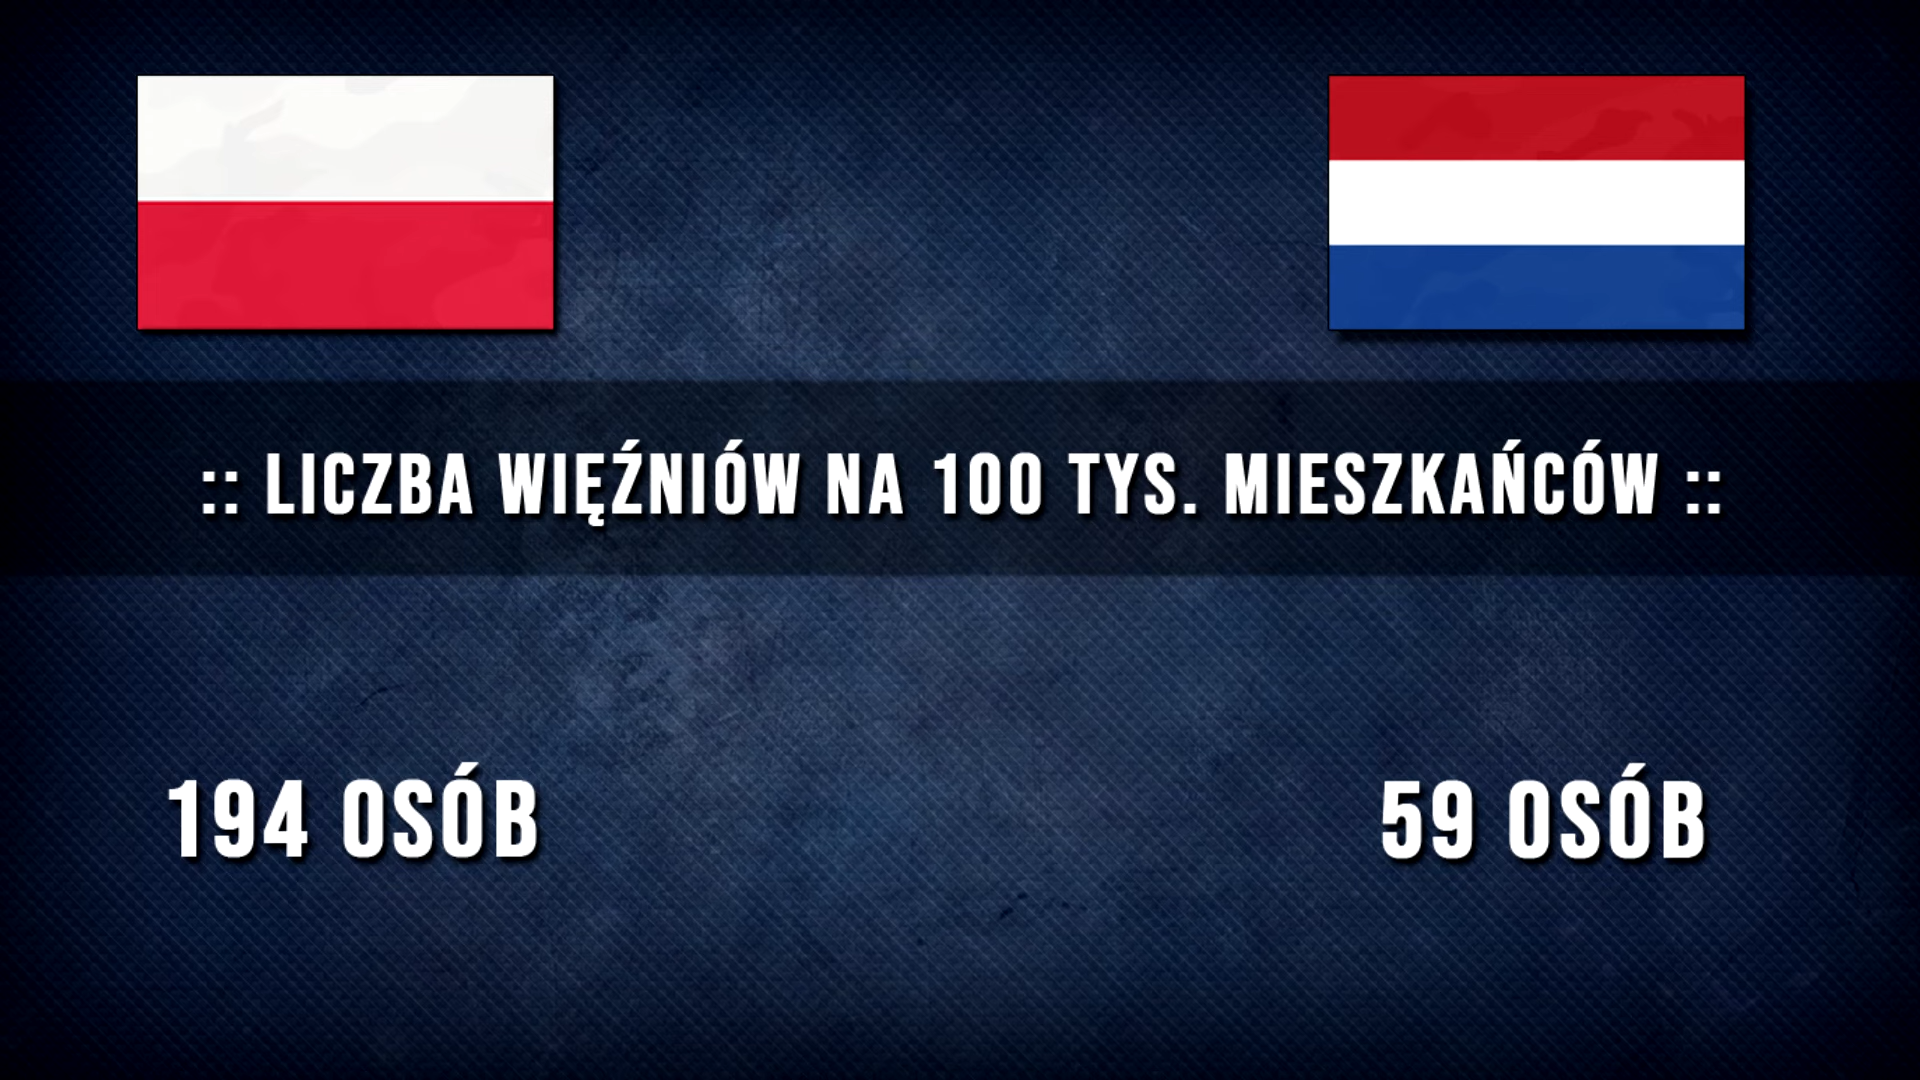 :: LICZBA WIĘŹNIÓW NA 100 TYS. MIESZKAŃCÓW ::
194 OSÓB
59 OSÓB